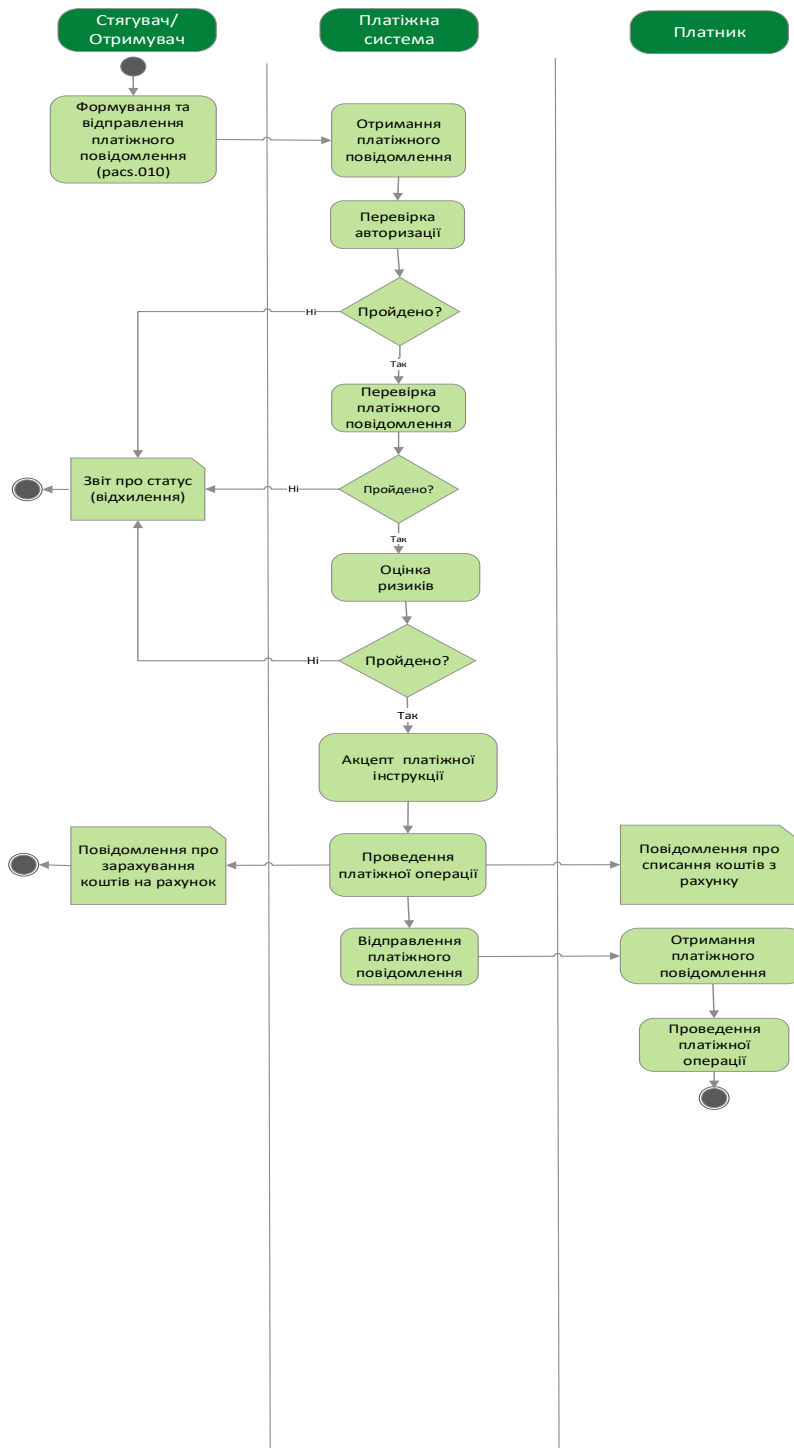 Стягувач/
Отримувач
Платіжна
система
Платник
Формування та
відправлення
платіжного
повідомлення
(pacs.010)
Отримання
платіжного
повідомлення
Перевірка
авторизації
Пройдено?
Ні
Так
Перевірка
платіжного
повідомлення
Звіт про статус
(відхилення)
Ні
Пройдено?
Так
Оцінка
ризиків
Ні
Пройдено?
Так
Акцепт платіжної
інструкції
Повідомлення про
зарахування
коштів на рахунок
Проведення
платіжної операції
Повідомлення про
списання коштів з
рахунку
Відправлення
платіжного
повідомлення
Отримання
платіжного
повідомлення
Проведення
платіжної
операції